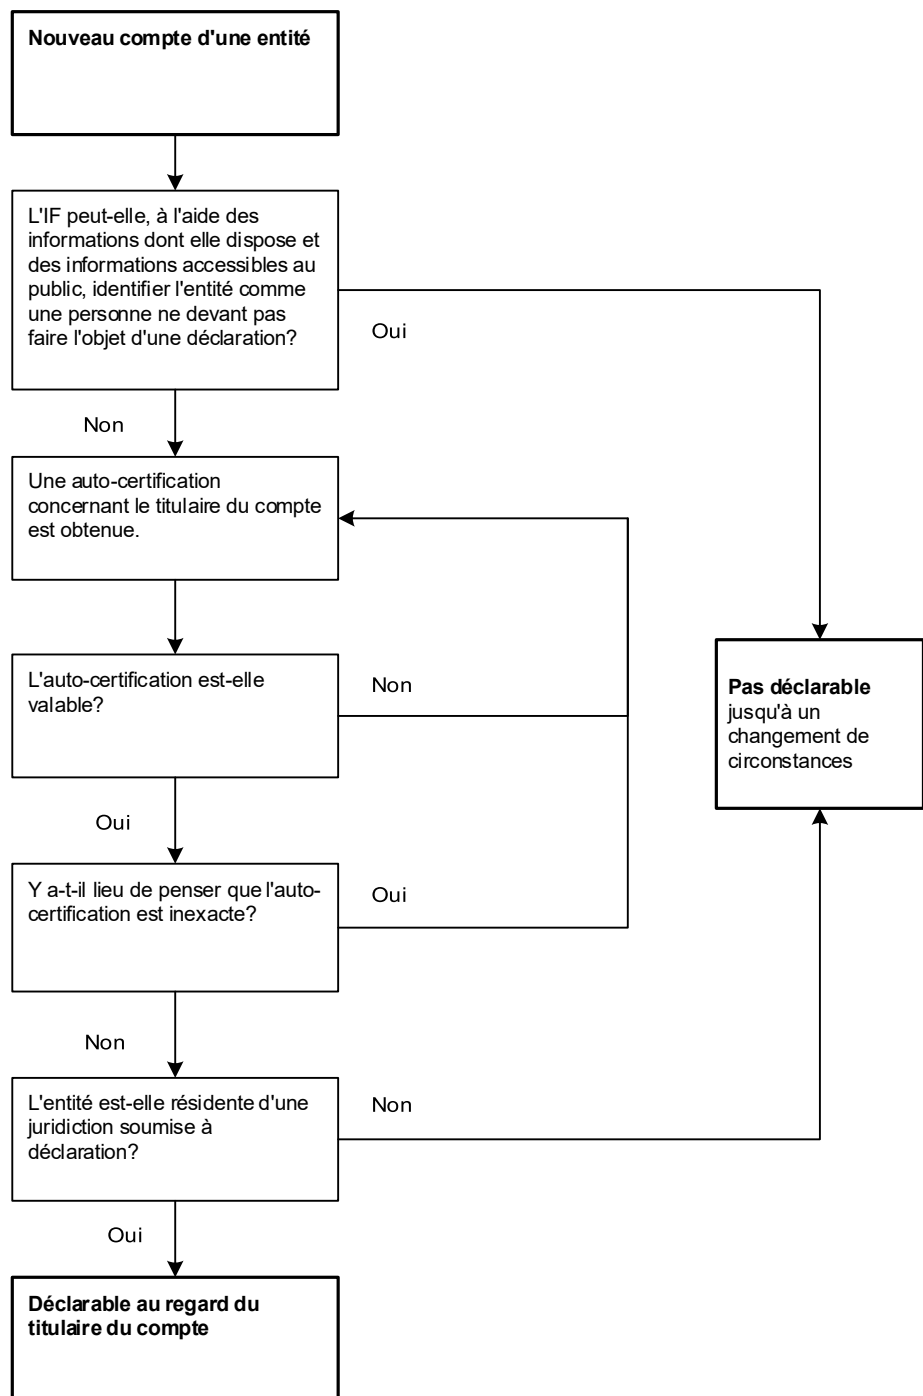 Nouveau compte d'une entité
L'IF peut-elle, à l'aide des
informations dont elle dispose et
des informations accessibles au
public, identifier l'entité comme
une personne ne devant pas
faire l'objet d'une déclaration?
Oui
Non
Une auto-certification
concernant le titulaire du compte
est obtenue.
L'auto-certification est-elle
valable?
Non
Pas déclarable
jusqu'à un
changement de
circonstances
Oui
Y a-t-il lieu de penser que l'auto-
certification est inexacte?
Oui
Non
L'entité est-elle résidente d'une
juridiction soumise à
déclaration?
Non
Oui
Déclarable au regard du
titulaire du compte